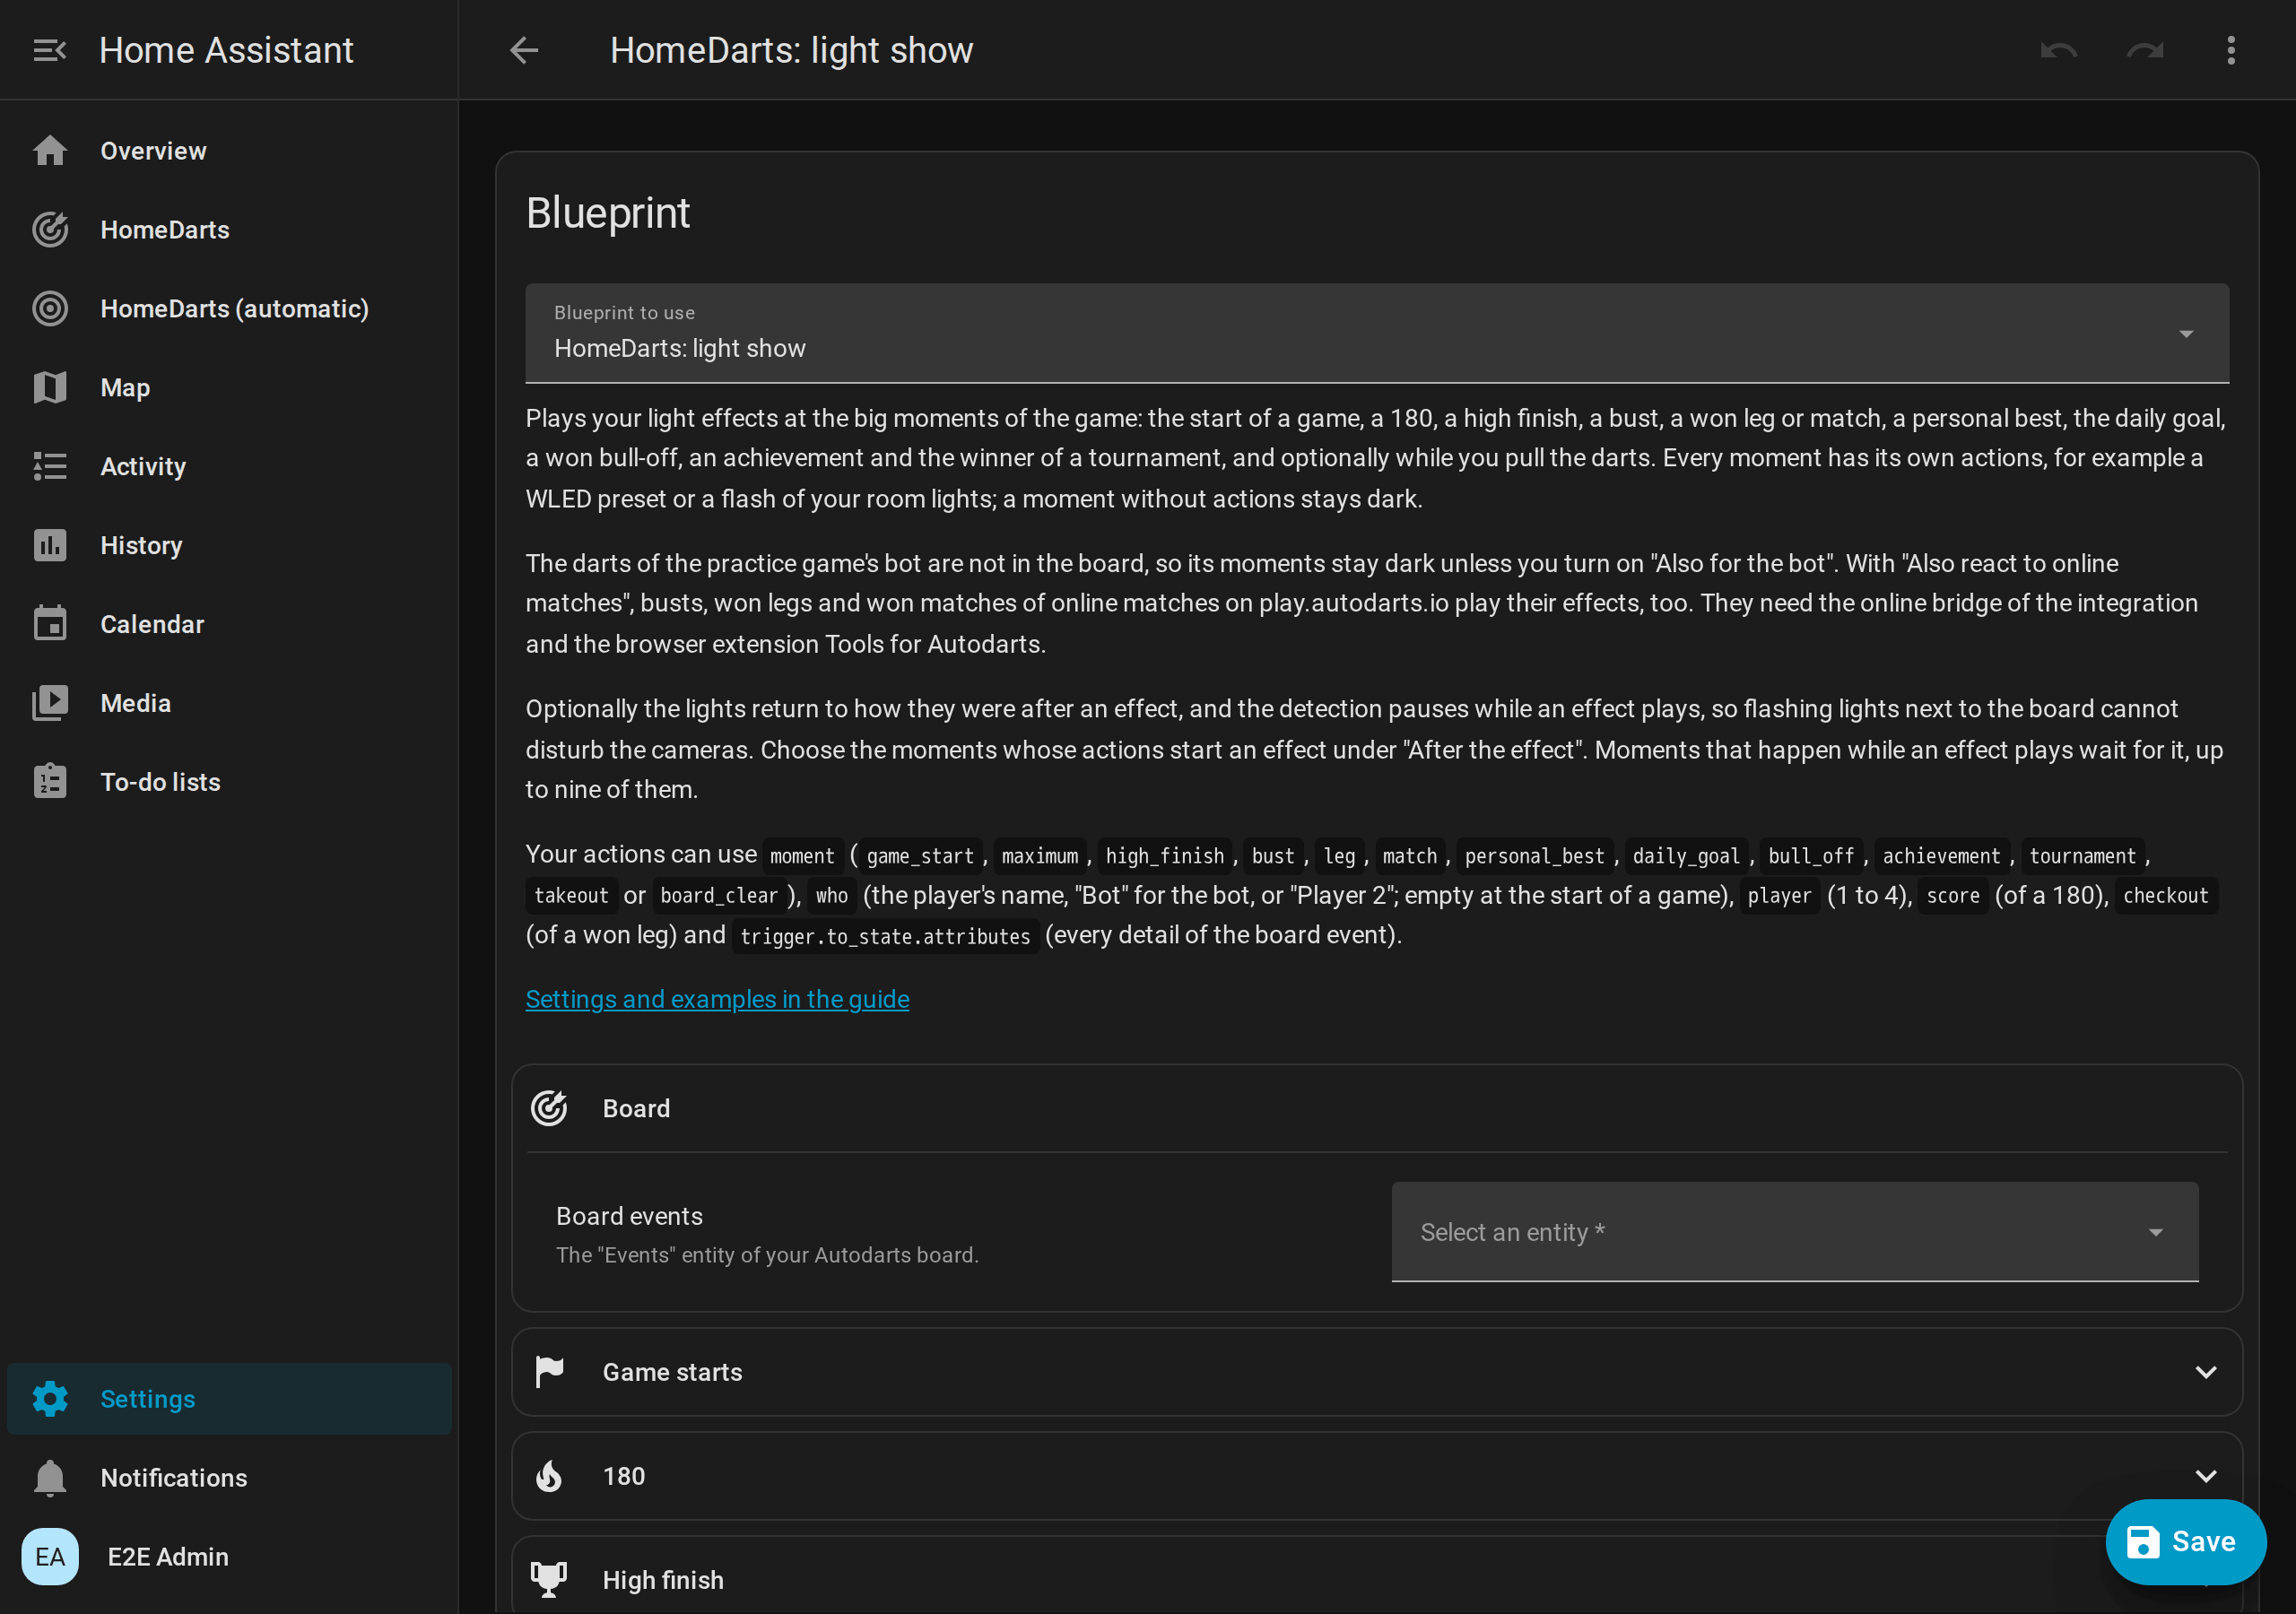 Home Assistant
HomeDarts: light show
Overview
HomeDarts
HomeDarts (automatic)
Map
Activity
History
Calendar
Media
To-do lists
Settings
Notifications
EA
E2E Admin
Blueprint
Blueprint to use
HomeDarts: light show
Plays your light effects at the big moments of the game: the start of a game, a 180, a high finish, a bust, a won leg or match, a personal best, the daily goal,
a won bull-off, an achievement and the winner of a tournament, and optionally while you pull the darts. Every moment has its own actions, for example a
WLED preset or a flash of your room lights; a moment without actions stays dark.
The darts of the practice game's bot are not in the board, so its moments stay dark unless you turn on "Also for the bot". With "Also react to online
matches", busts, won legs and won matches of online matches on play.autodarts.io play their effects, too. They need the online bridge of the integration
and the browser extension Tools for Autodarts.
Optionally the lights return to how they were after an effect, and the detection pauses while an effect plays, so flashing lights next to the board cannot
disturb the cameras. Choose the moments whose actions start an effect under "After the effect". Moments that happen while an effect plays wait for it, up
to nine of them.
Your actions can use moment (game_start, maximum, high_finish, bust, leg, match, personal_best, daily_goal, bull_off, achievement, tournament,
takeout or board_clear), who (the player's name, "Bot" for the bot, or "Player 2"; empty at the start of a game), player (1 to 4), score (of a 180), checkout
(of a won leg) and trigger.to_state.attributes (every detail of the board event).
Settings and examples in the guide
Board
Board events
The "Events" entity of your Autodarts board.
Select an entity *
Game starts
180
High finish
Save